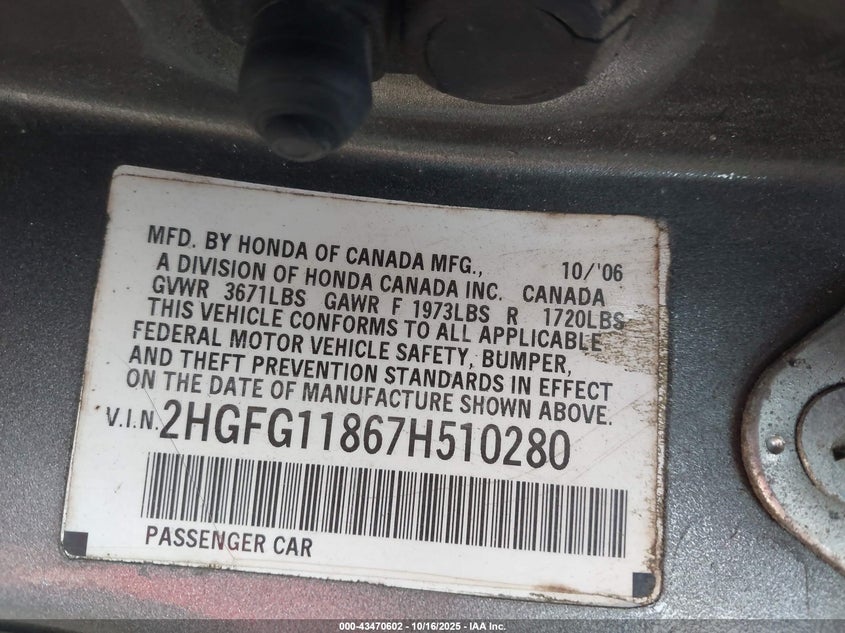 MFD. BY HONDA OF CANADA MFG., 10/'06
A DIVISION OF HONDA CANADA INC. CANADA
GVWR 3671LBS GAWR F 1973LBS R 1720LBS
THIS VEHICLE CONFORMS TO ALL APPLICABLE
FEDERAL MOTOR VEHICLE SAFETY, BUMPER,
AND THEFT PREVENTION STANDARDS IN EFFECT
ON THE DATE OF MANUFACTURE SHOWN ABOVE.
V.I.N. 2HGFG11867H510280
PASSENGER CAR
000-43470602 - 10/16/2025 - IAA Inc.